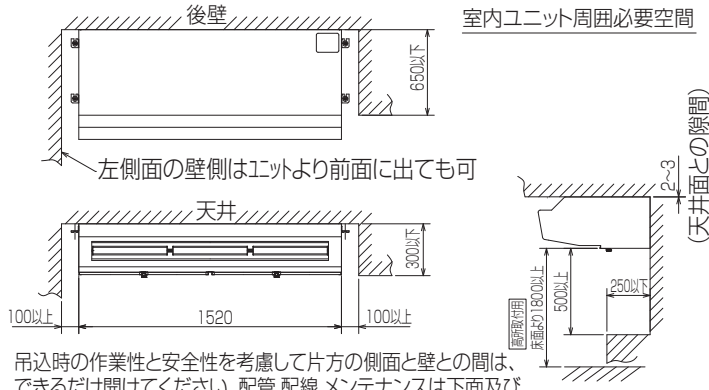 後壁
室内ユニット周囲必要空間
650以下
左側面の壁側はユニットより前面に出ても可
2~3
(天井面との隙間)
天井
300以下
100以上
1520
100以上
高所取付用
床面より1800以上
500以上
250以下
吊込時の作業性と安全性を考慮して片方の側面と壁との間は、
できるだけ開けてください。配管、配線、メンテナンスは下面及び